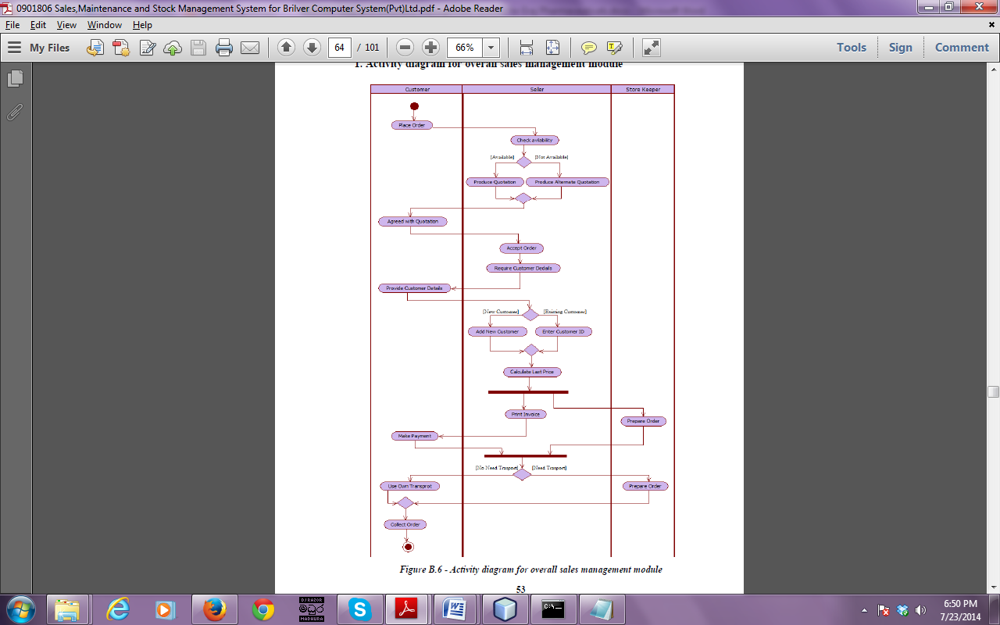 0901806 Sales,Maintenance and Stock Management System for Brilver Computer System(Pvt)Ltd.pdf - Adobe Reader
File Edit View Window Help
My Files 64 / 101 66% Tools Sign Comment
1. Activity diagram for overall sales management module
Customer Seller Store Keeper
Place Order
Check avilability
[Available] [Not Available]
Produce Quotation Produce Alternate Quotation
Agreed with Quotation
Accept Order
Require Customer Dedails
Provide Customer Details
[New Customer] [Existing Customer]
Add New Customer Enter Customer ID
Calculate Last Price
Print Invoice
Prepare Order
Make Payment
[No Need Trasport] [Need Trasport]
Use Own Transprot Prepare Order
Collect Order
Figure B.6 - Activity diagram for overall sales management module
53
DJ RAZOR
MADHURA
C:\
6:50 PM
7/23/2014